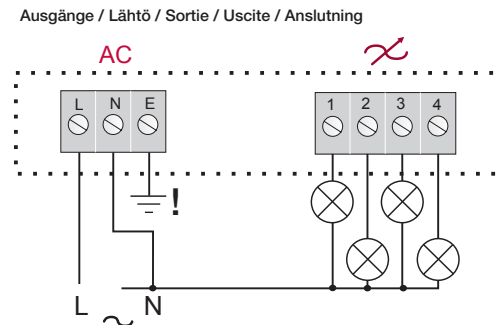 Ausgänge / Lähtö / Sortie / Uscite / Anslutning
AC
L N E
1 2 3 4
!
L N